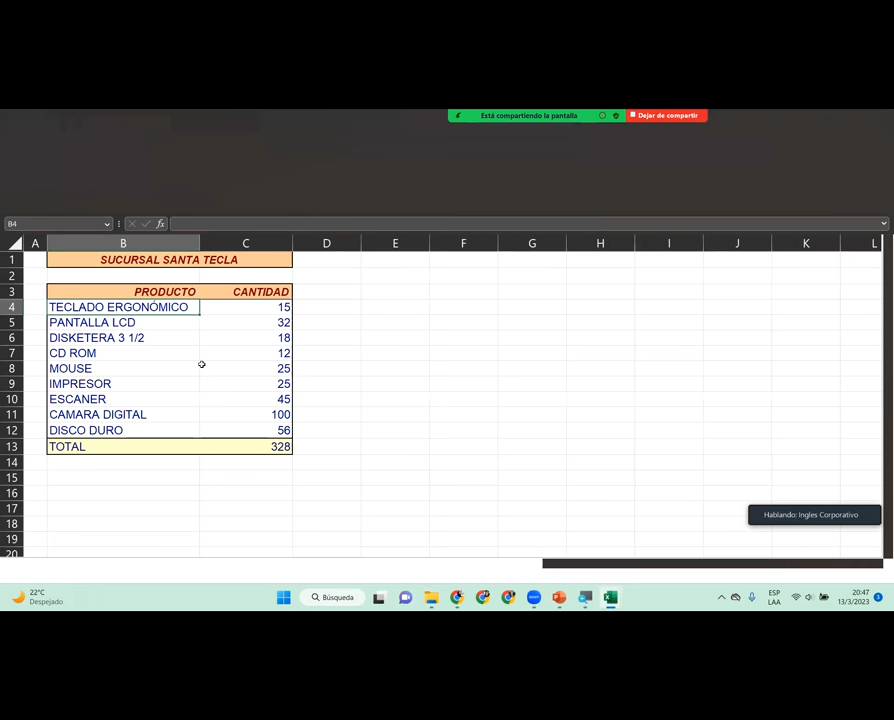 Está compartiendo la pantalla
Dejar de compartir
B4
fx
A B C D E F G H I J K L
1 SUCURSAL SANTA TECLA
2
3 PRODUCTO CANTIDAD
4 TECLADO ERGONÓMICO 15
5 PANTALLA LCD 32
6 DISKETERA 3 1/2 18
7 CD ROM 12
8 MOUSE 25
9 IMPRESOR 25
10 ESCANER 45
11 CAMARA DIGITAL 100
12 DISCO DURO 56
13 TOTAL 328
14
15
16
17
18
19
20
Hablando: Ingles Corporativo
22°C
Despejado
Búsqueda
ESP
LAA
20:47
13/3/2023
3